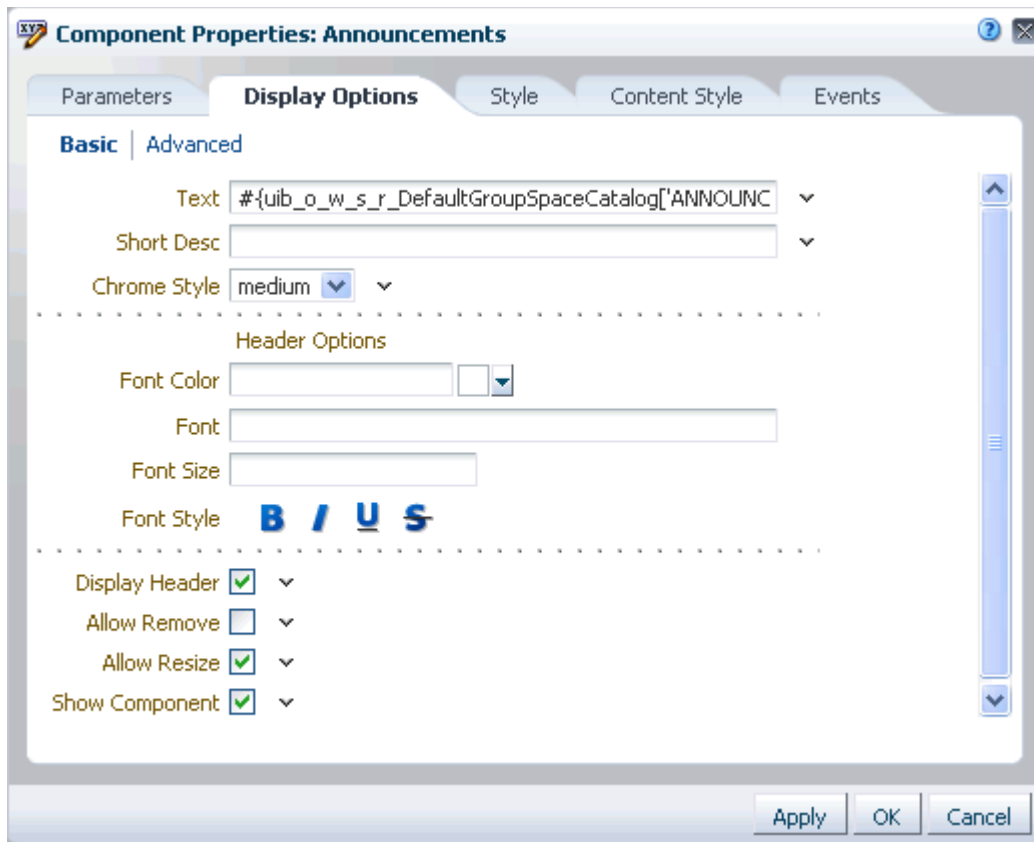 Component Properties: Announcements
Parameters Display Options Style Content Style Events
Basic Advanced
Text #{uib_o_w_s_r_DefaultGroupSpaceCatalog['ANNOUNC
Short Desc
Chrome Style medium
Header Options
Font Color
Font
Font Size
Font Style B I U S
Display Header
Allow Remove
Allow Resize
Show Component
Apply OK Cancel